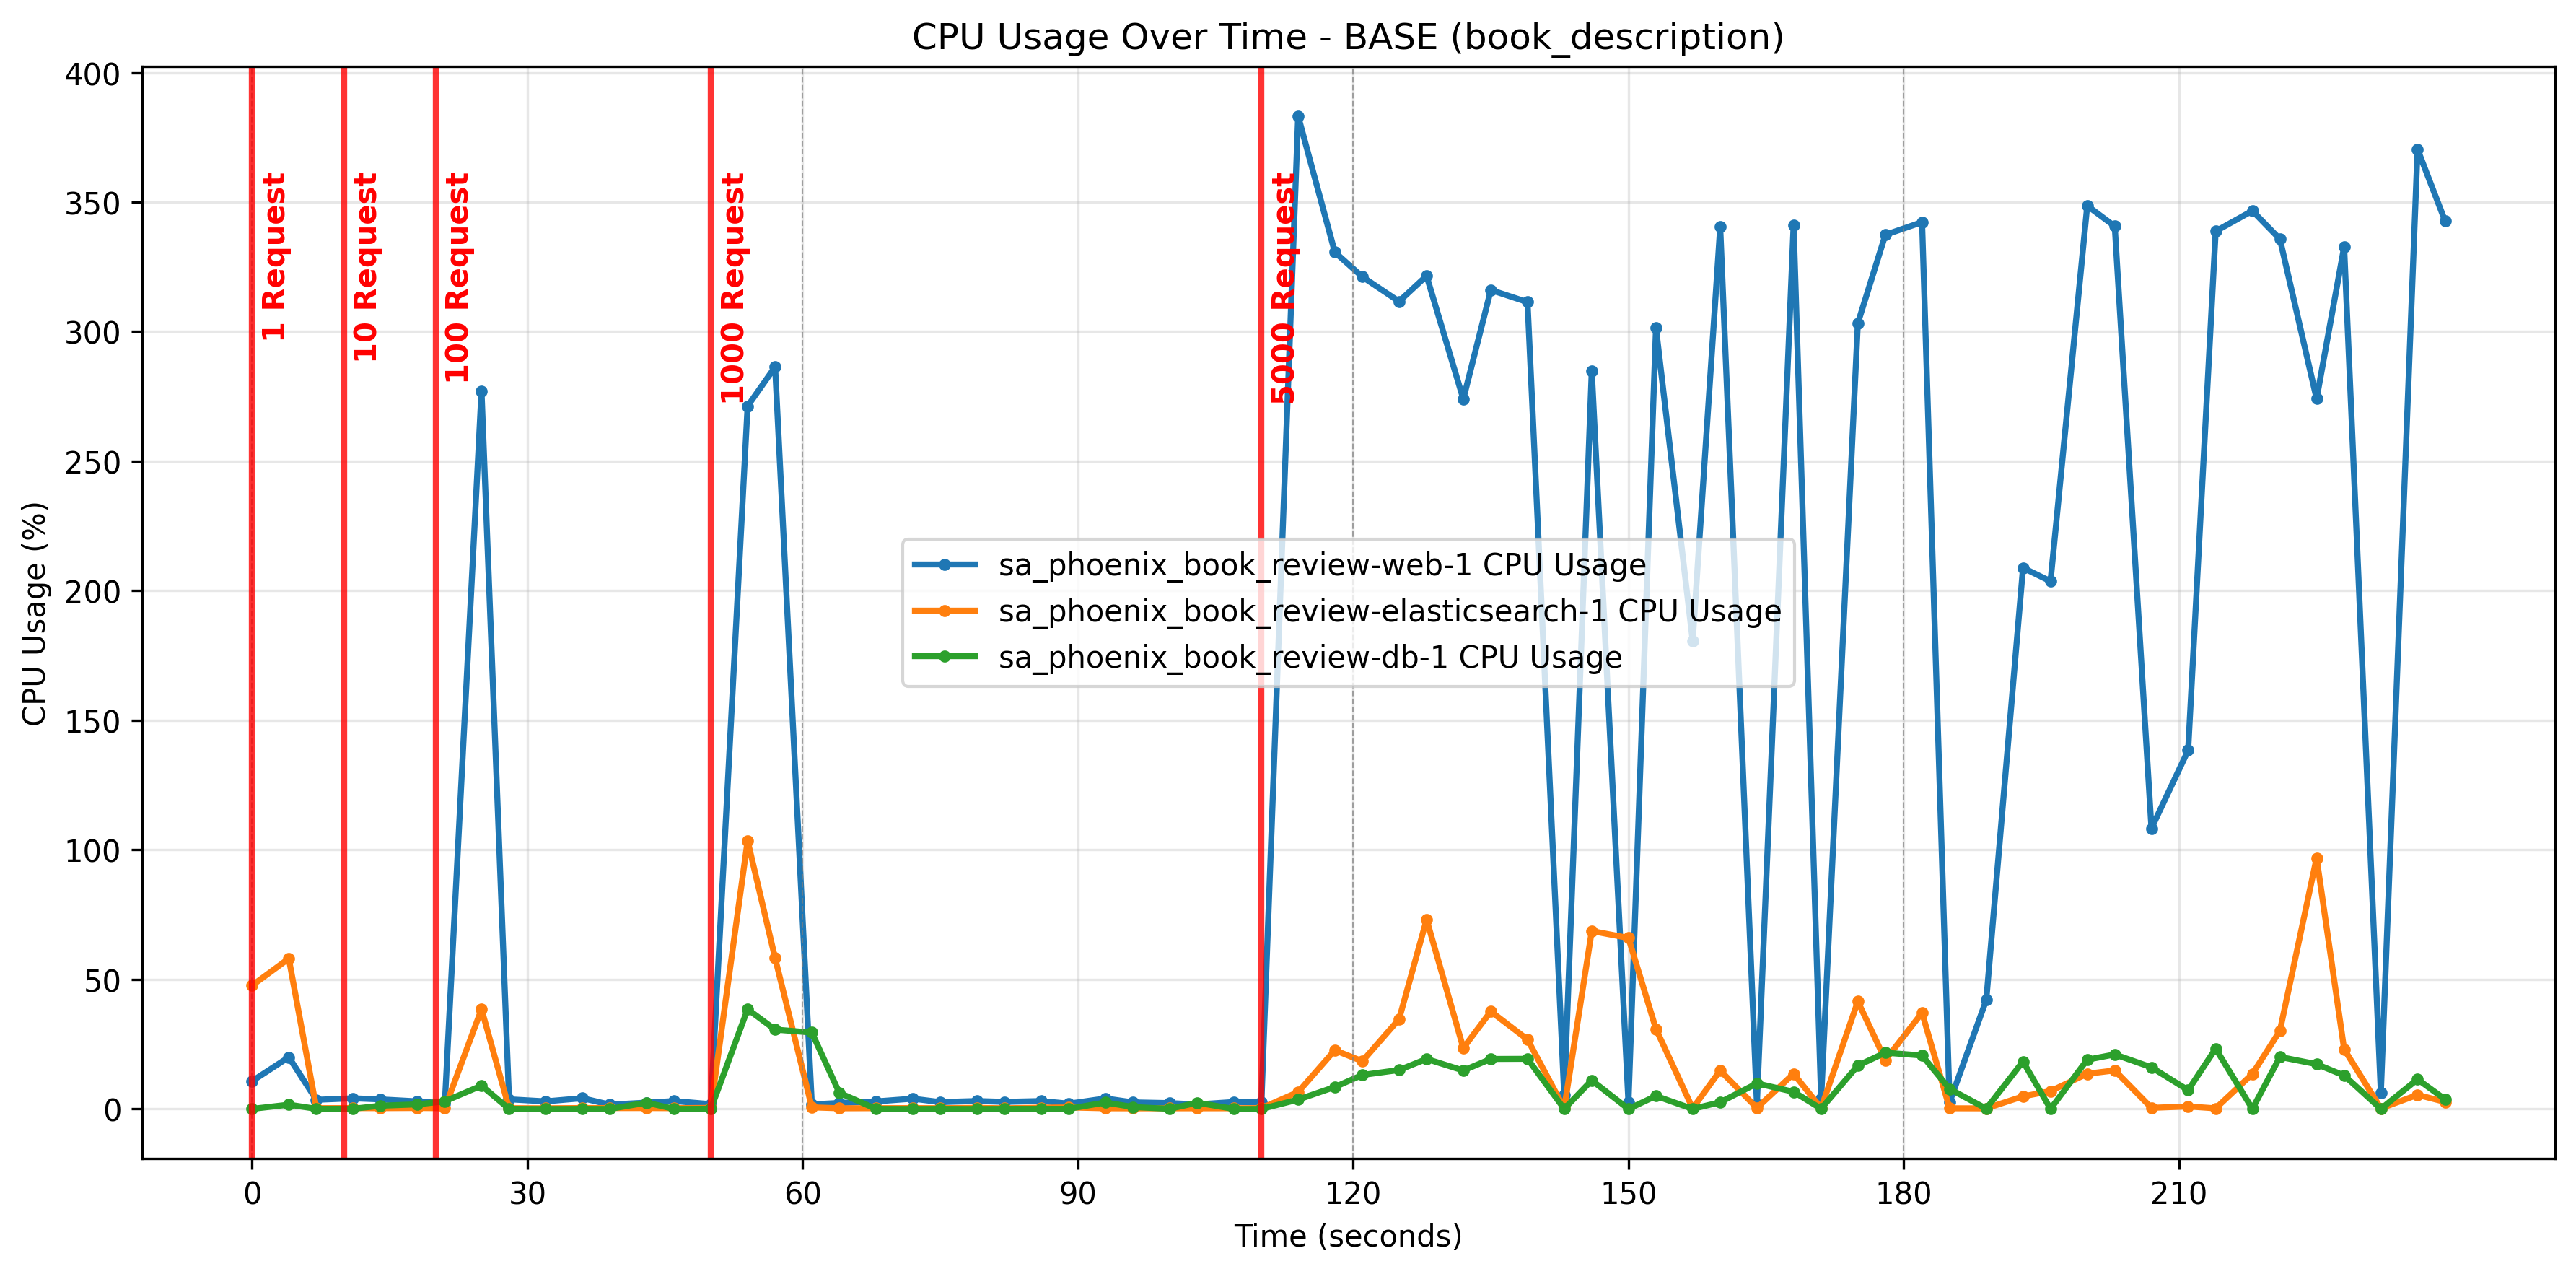 CPU Usage Over Time - BASE (book_description)
CPU Usage (%)
400
350
300
250
200
150
100
50
0
1 Request
10 Request
100 Request
1000 Request
5000 Request
sa_phoenix_book_review-web-1 CPU Usage
sa_phoenix_book_review-elasticsearch-1 CPU Usage
sa_phoenix_book_review-db-1 CPU Usage
0 30 60 90 120 150 180 210
Time (seconds)